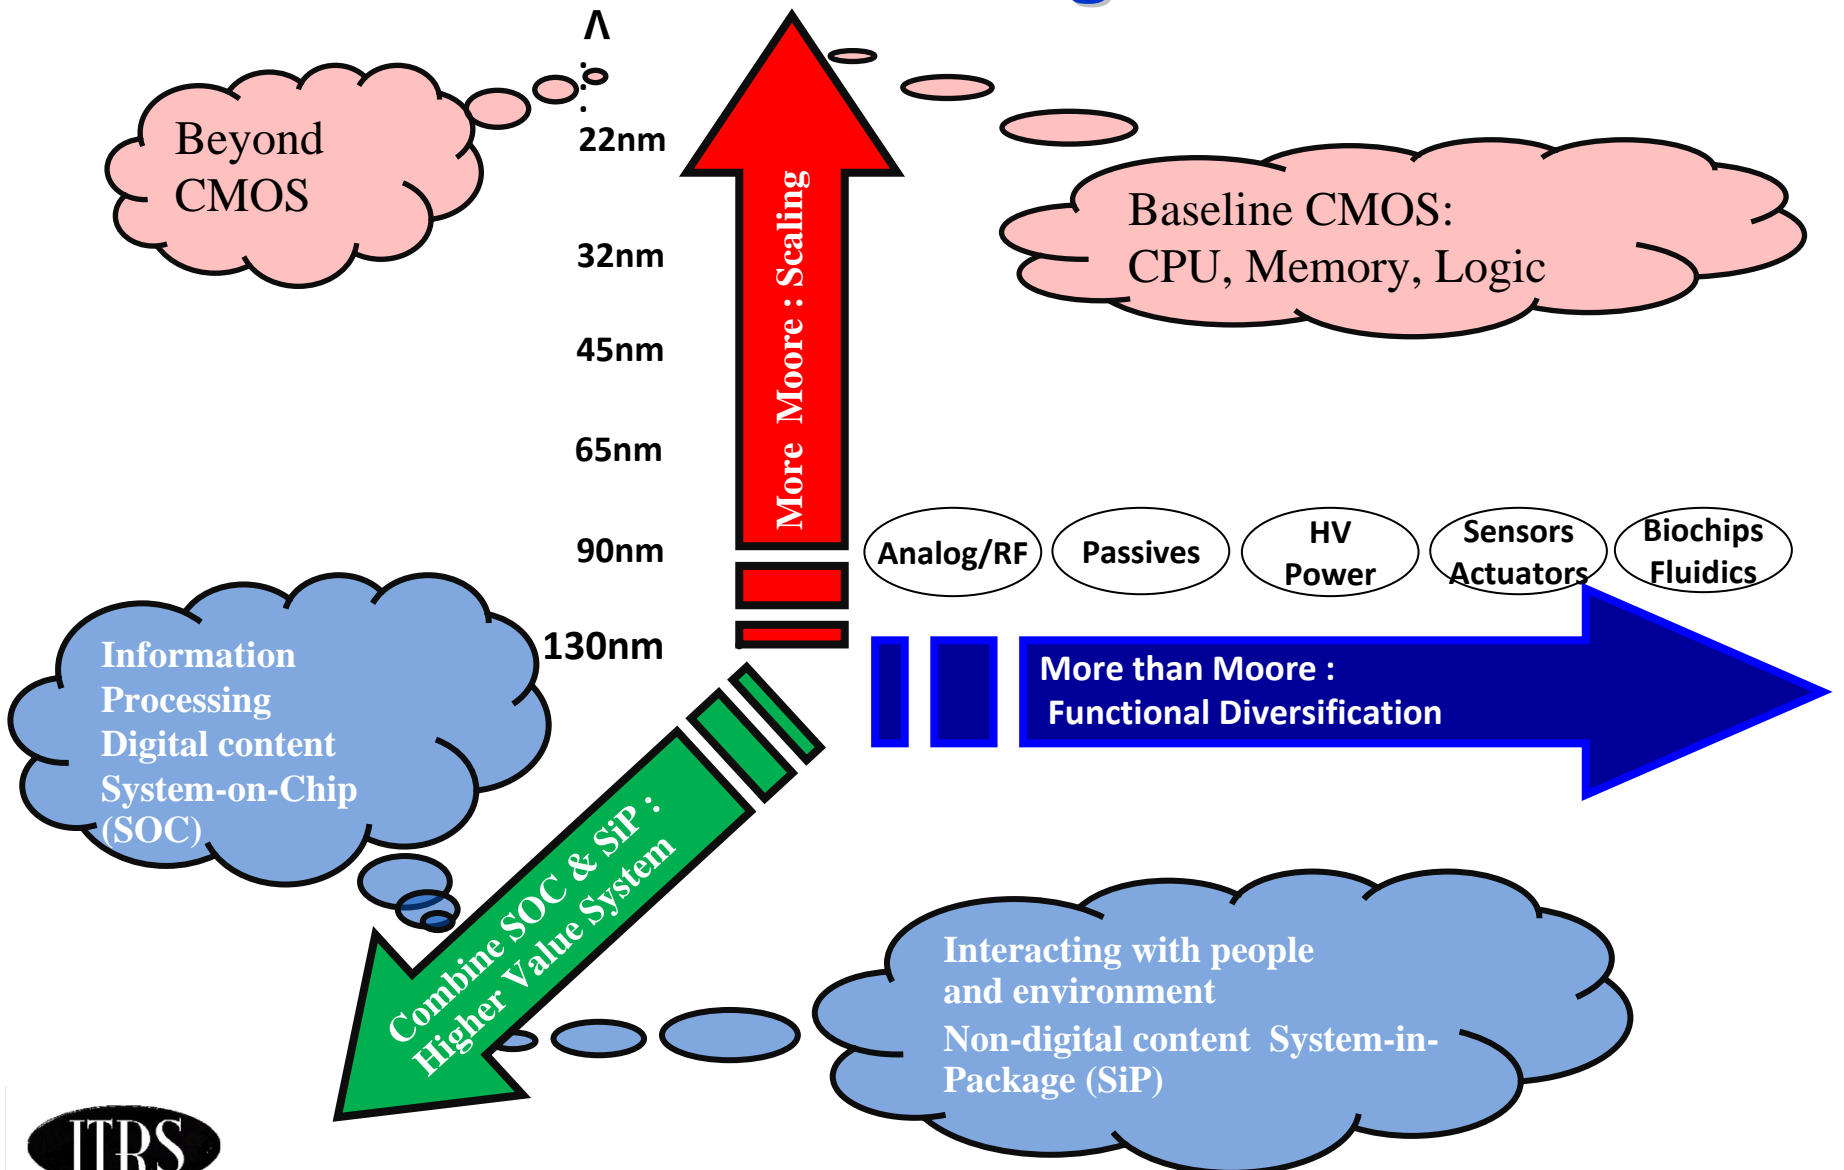 Λ
⋮
22nm
32nm
45nm
65nm
90nm
130nm
Beyond
CMOS
More Moore : Scaling
Baseline CMOS:
CPU, Memory, Logic
Analog/RF
Passives
HV
Power
Sensors
Actuators
Biochips
Fluidics
More than Moore :
Functional Diversification
Information
Processing
Digital content
System-on-Chip
(SOC)
Combine SOC & SiP :
Higher Value System
Interacting with people
and environment
Non-digital content System-in-
Package (SiP)
ITRS